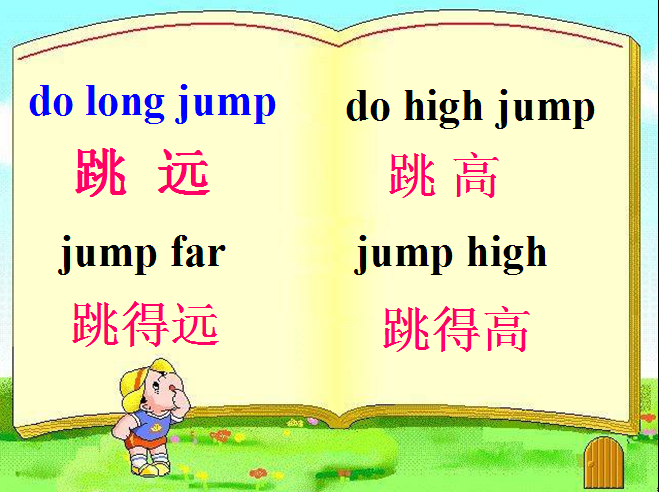 do long jump
跳 远
jump far
跳得远
do high jump
跳 高
jump high
跳得高